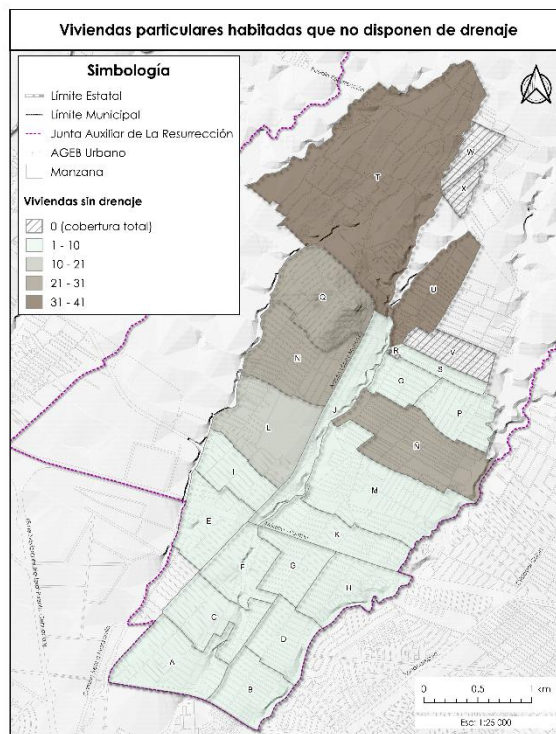 Viviendas particulares habitadas que no disponen de drenaje
Simbología
Límite Estatal
Límite Municipal
Junta Auxiliar de La Resurrección
AGEB Urbano
Manzana
Viviendas sin drenaje
0 (cobertura total)
1 - 10
10 - 21
21 - 31
31 - 41
W
T
X
U
Q
R
V
S
N
O
P
J
L
Ñ
I
M
E
K
F
G
H
C
D
A
B
0 0.5 1 km
Esc: 1:25 000